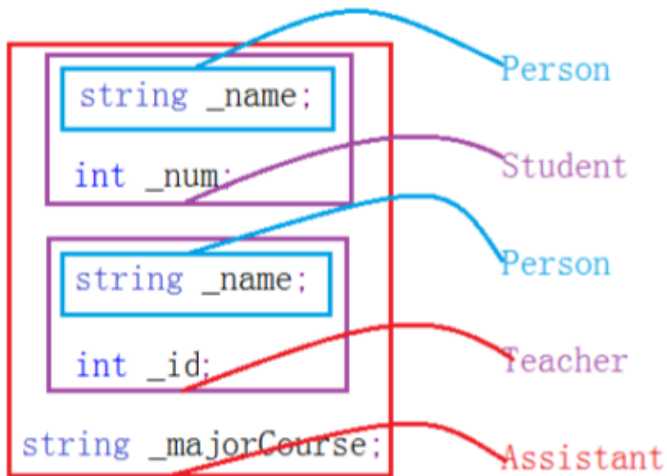 Person
string _name;
int _num;
Student
Person
string _name;
int _id;
Teacher
string _majorCourse;
Assistant